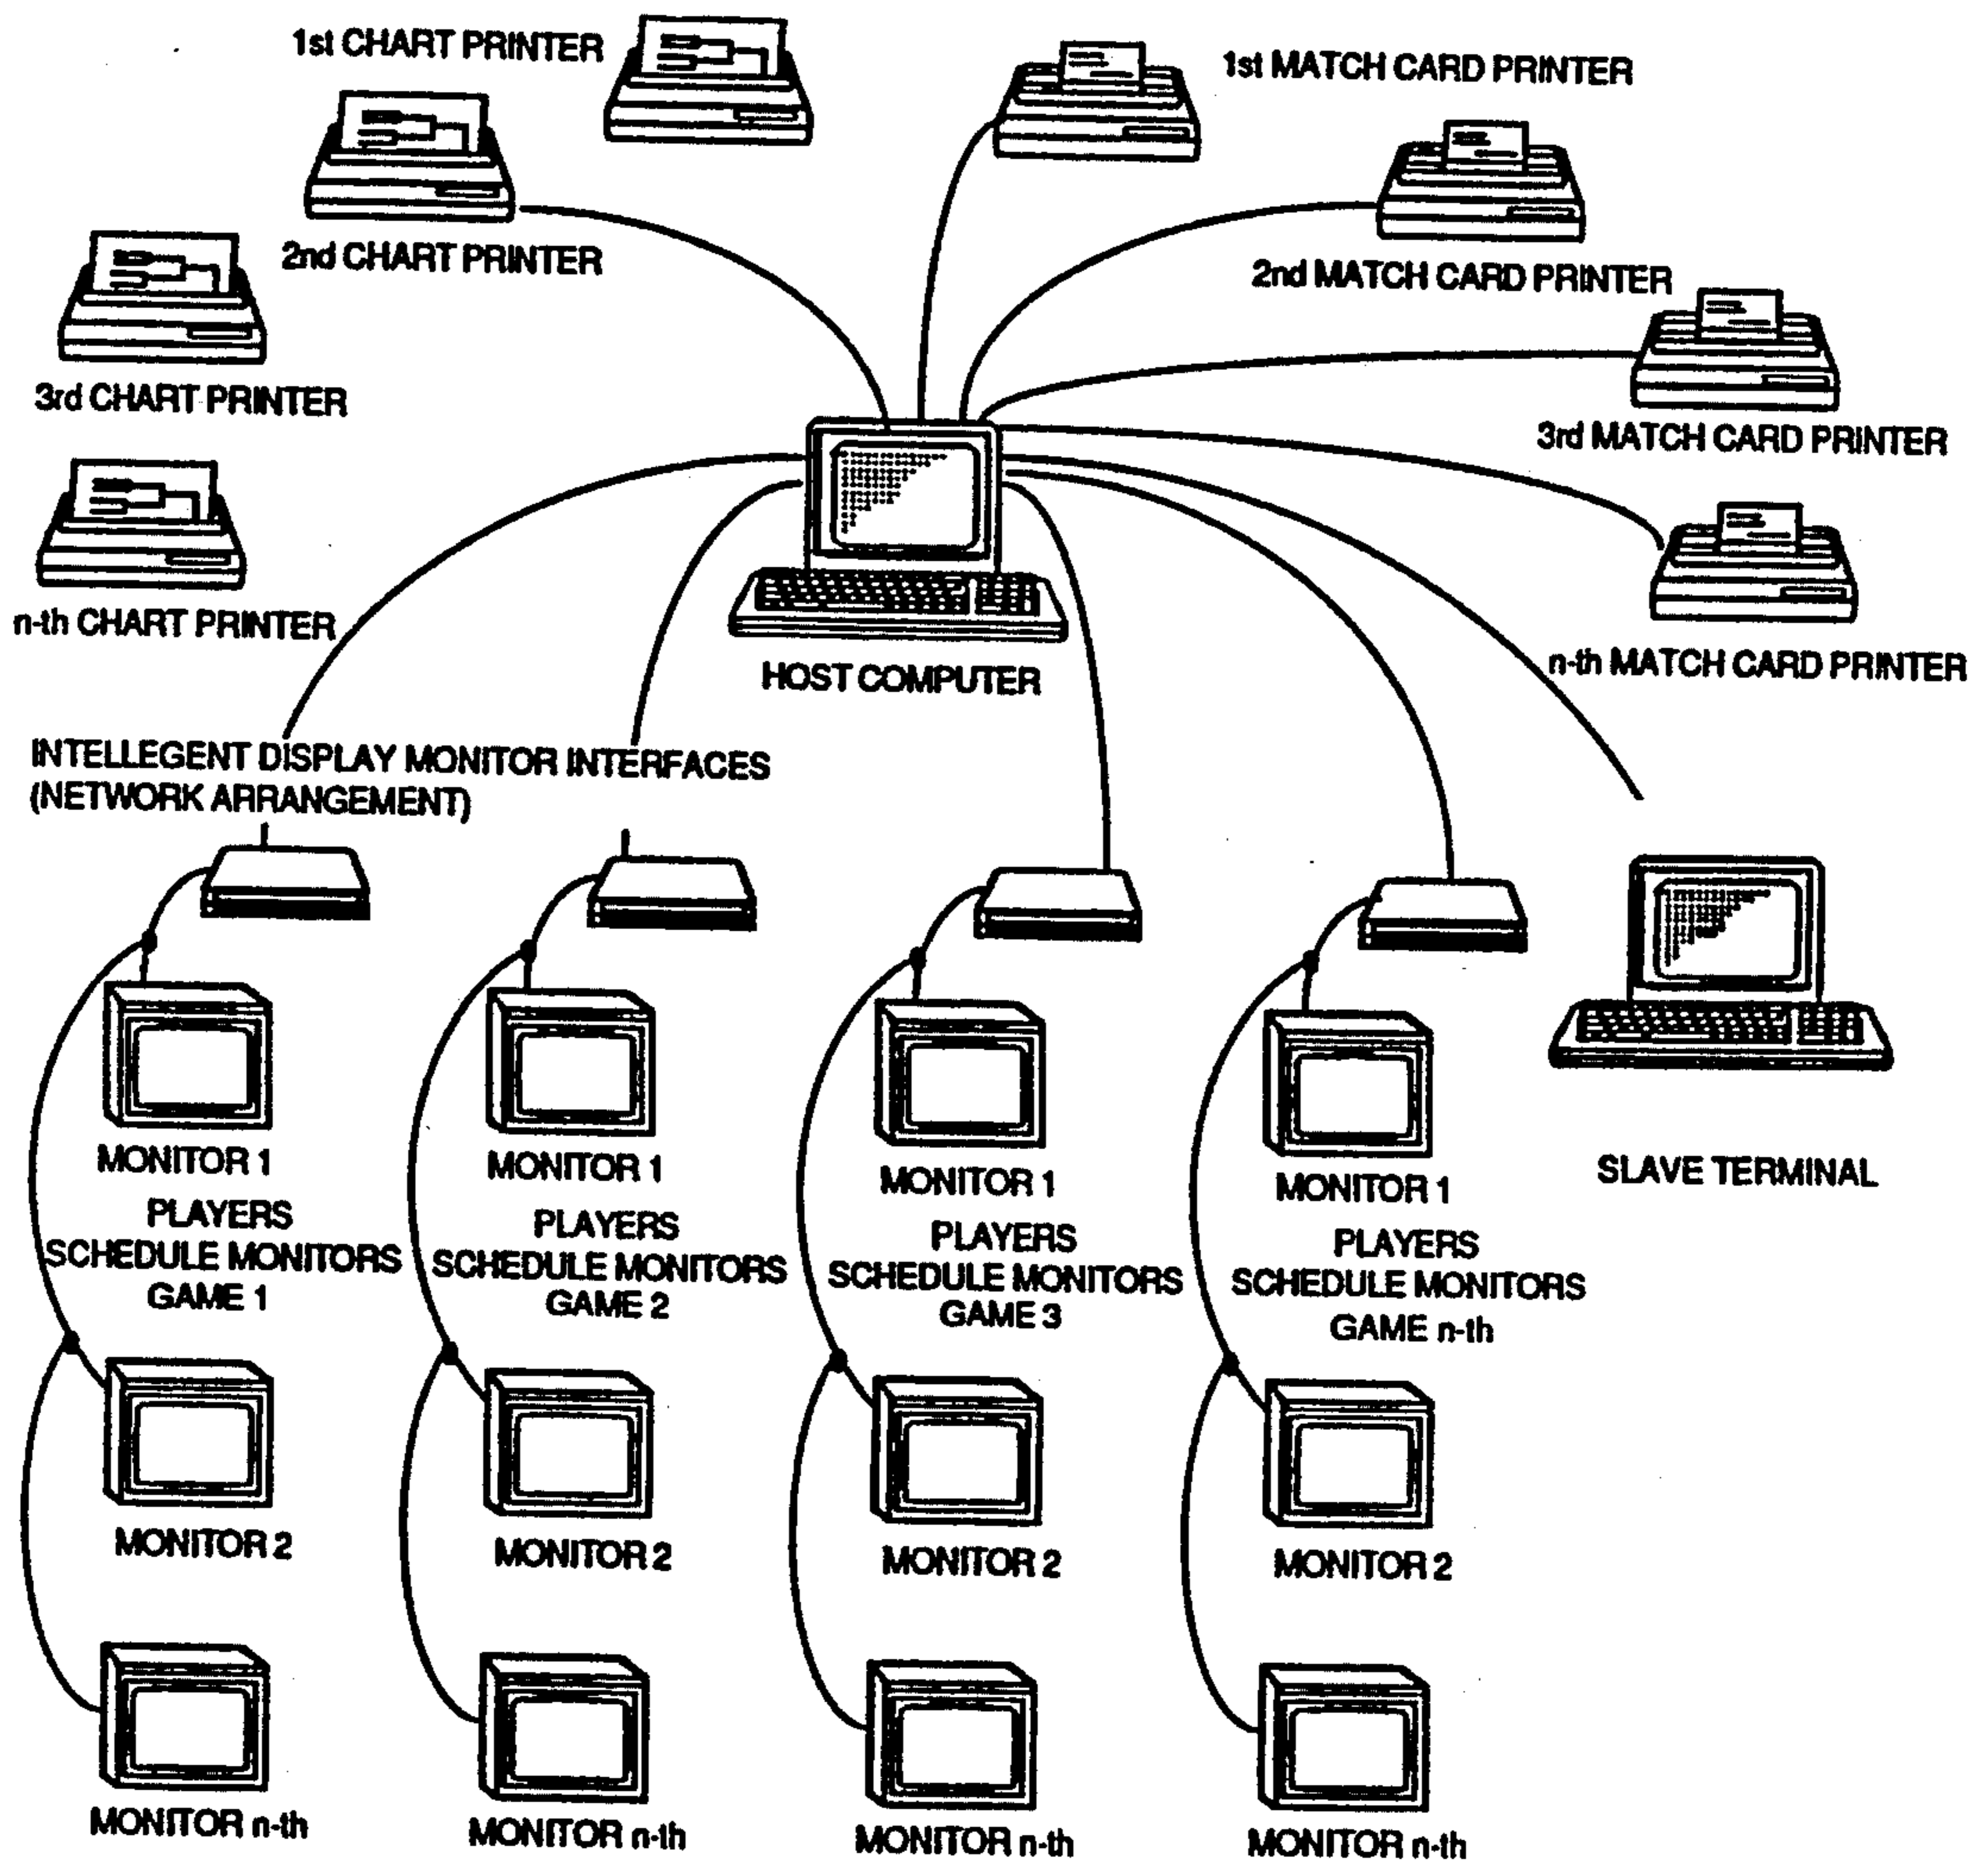 1st CHART PRINTER
1st MATCH CARD PRINTER
2nd CHART PRINTER
2nd MATCH CARD PRINTER
3rd CHART PRINTER
3rd MATCH CARD PRINTER
n-th CHART PRINTER
n-th MATCH CARD PRINTER
HOST COMPUTER
INTELLEGENT DISPLAY MONITOR INTERFACES
(NETWORK ARRANGEMENT)
MONITOR 1
PLAYERS
SCHEDULE MONITORS
GAME 1
MONITOR 2
MONITOR n-th
MONITOR 1
PLAYERS
SCHEDULE MONITORS
GAME 2
MONITOR 2
MONITOR n-th
MONITOR 1
PLAYERS
SCHEDULE MONITORS
GAME 3
MONITOR 2
MONITOR n-th
MONITOR 1
PLAYERS
SCHEDULE MONITORS
GAME n-th
MONITOR 2
MONITOR n-th
SLAVE TERMINAL